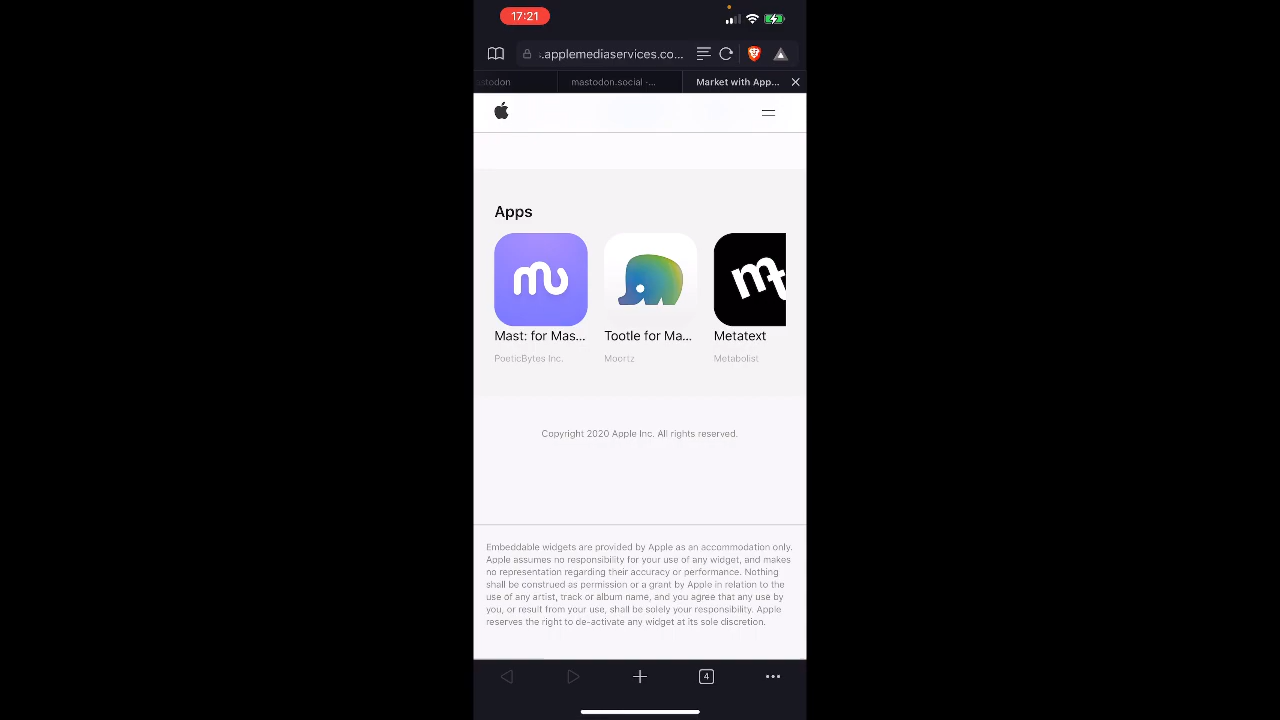 17:21
.applemediaservices.co...
stodon
mastodon.social -...
Market with App...
Apps
mt
Mast: for Mas...
Tootle for Ma...
Metatext
PoeticBytes Inc.
Moortz
Metabolist
Copyright 2020 Apple Inc. All rights reserved.
Embeddable widgets are provided by Apple as an accommodation only.
Apple assumes no responsibility for your use of any widget, and makes
no representation regarding their accuracy or performance. Nothing
shall be construed as permission or a grant by Apple in relation to the
use of any artist, track or album name, and you agree that any use by
you, or result from your use, shall be solely your responsibility. Apple
reserves the right to de-activate any widget at its sole discretion.
4